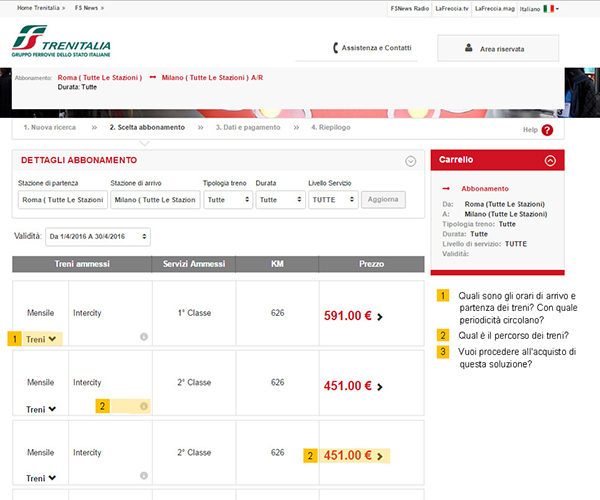 Home Trenitalia » FS News »
FSNews Radio LaFreccia.tv LaFreccia.mag Italiano
FS TRENITALIA
GRUPPO FERROVIE DELLO STATO ITALIANE
Assistenza e Contatti
Area riservata
Abbonamento: Roma ( Tutte Le Stazioni ) Milano ( Tutte Le Stazioni ) A/R
Durata: Tutte
1. Nuova ricerca » 2. Scelta abbonamento » 3. Dati e pagamento » 4. Riepilogo
Help ?
DETTAGLI ABBONAMENTO
Stazione di partenza Stazione di arrivo Tipologia treno Durata Livello Servizio
Roma ( Tutte Le Stazioni Milano ( Tutte Le Stazion Tutte Tutte TUTTE Aggiorna
Validità: Da 1/4/2016 A 30/4/2016
Treni ammessi Servizi Ammessi KM Prezzo
Mensile Intercity 1° Classe 626 591.00 €
1 Treni
Mensile Intercity 2° Classe 626 451.00 €
Treni 2
Mensile Intercity 2° Classe 626 2 451.00 €
Treni
Carrello
Abbonamento
Da: Roma (Tutte Le Stazioni)
A: Milano (Tutte Le Stazioni)
Tipologia treno: Tutte
Durata: Tutte
Livello di servizio: TUTTE
Validità:
1 Quali sono gli orari di arrivo e
partenza dei treni? Con quale
periodicità circolano?
2 Qual è il percorso dei treni?
3 Vuoi procedere all'acquisto di
questa soluzione?